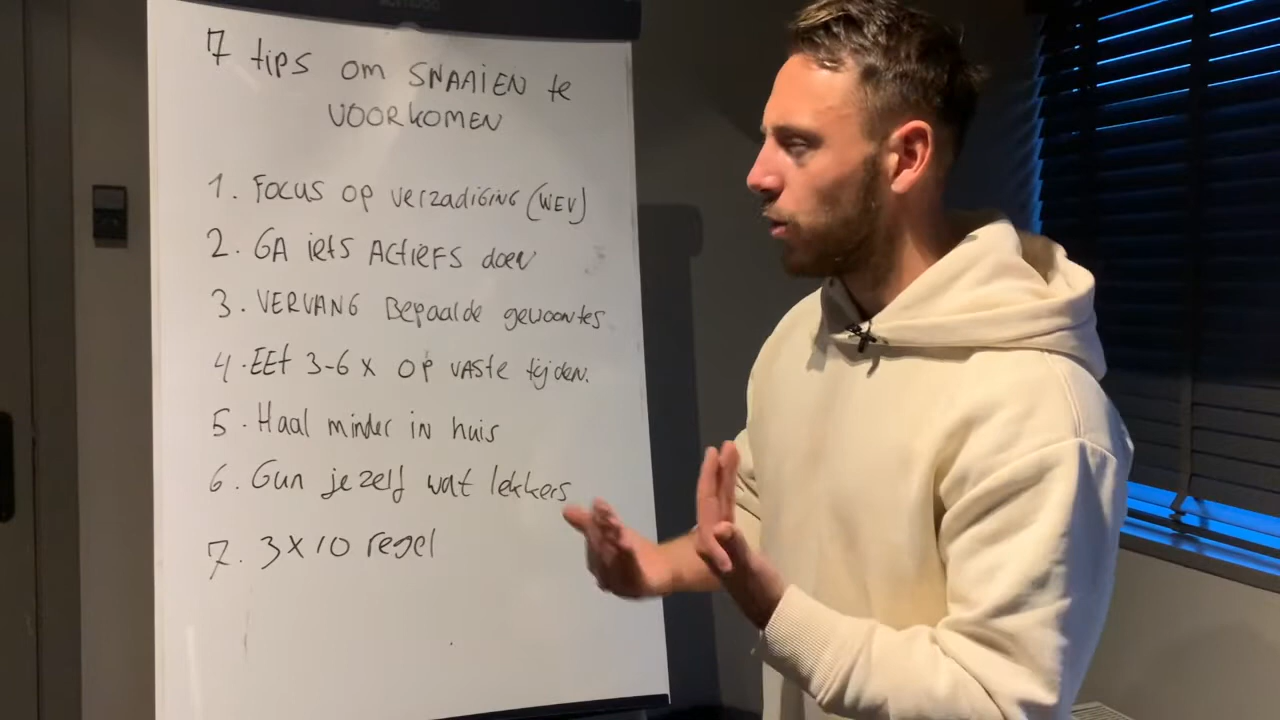 7 tips om SNAAIEN te
VOORKOMEN
1. Focus op verzadiging (WEV)
2. GA iets ACTIEFS doen
3. VERVANG Bepaalde gewoontes
4. EEt 3-6 x op vaste tijden.
5. Haal minder in huis
6. Gun jezelf wat lekkers
7. 3x10 regel